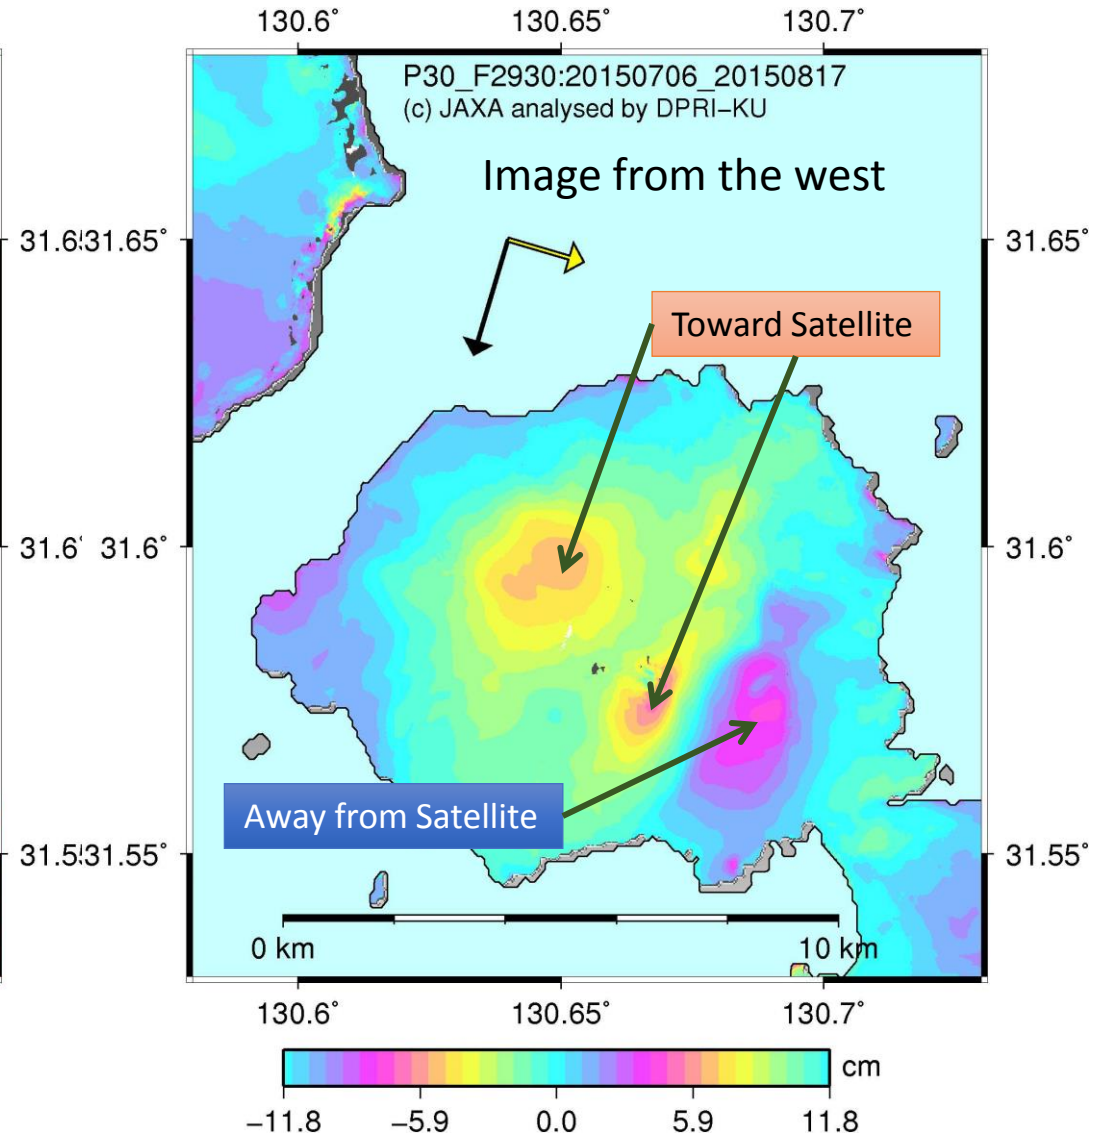 130.6˚ 130.65˚ 130.7˚
P30_F2930:20150706_20150817
(c) JAXA analysed by DPRI−KU
Image from the west
31.65˚ 31.65˚
Toward Satellite
31.6˚ 31.6˚
Away from Satellite
31.55˚ 31.55˚
0 km 10 km
130.6˚ 130.65˚ 130.7˚
cm
−11.8 −5.9 0.0 5.9 11.8